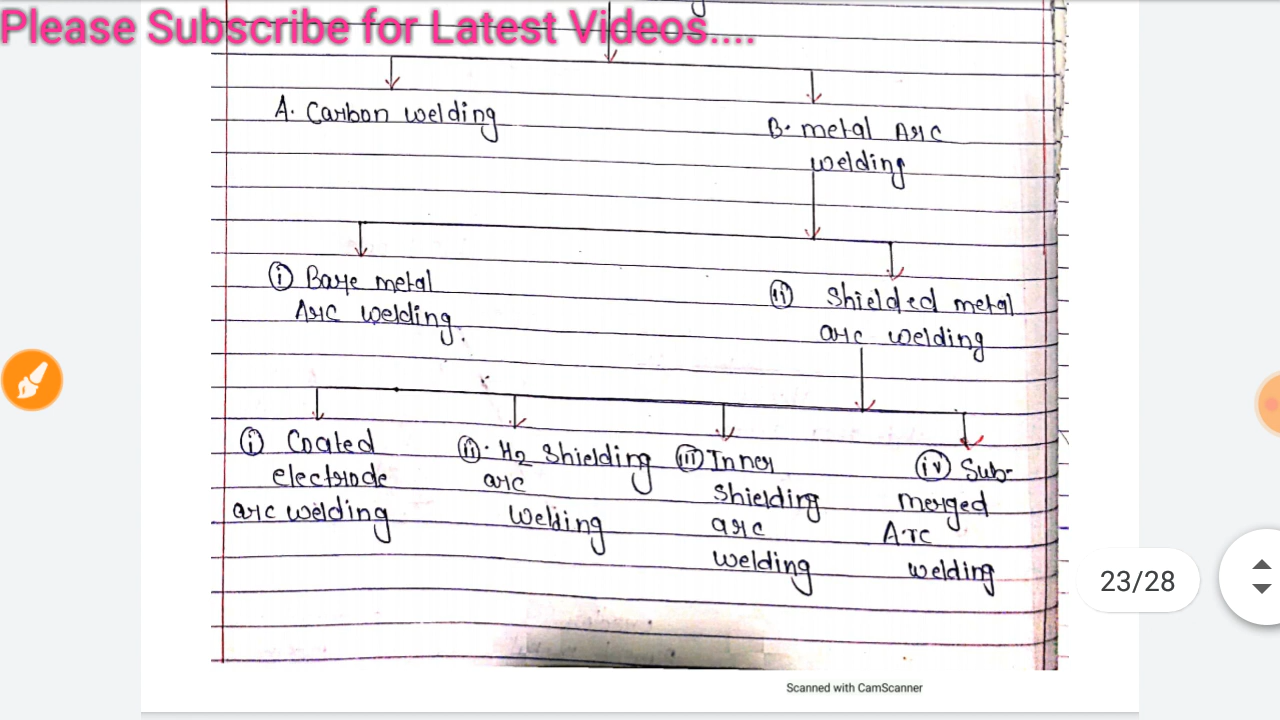 Please Subscribe for Latest Videos....
A. Carbon welding
B. metal Arc
welding
(i) Bare metal
Arc welding.
(ii) Shielded metal
arc welding
(i) Coated
electrode
arc welding
(ii). H2 Shielding
arc
Welding
(iii) Inner
Shielding
arc
welding
(iv) Sub-
merged
Arc
welding
23/28
Scanned with CamScanner